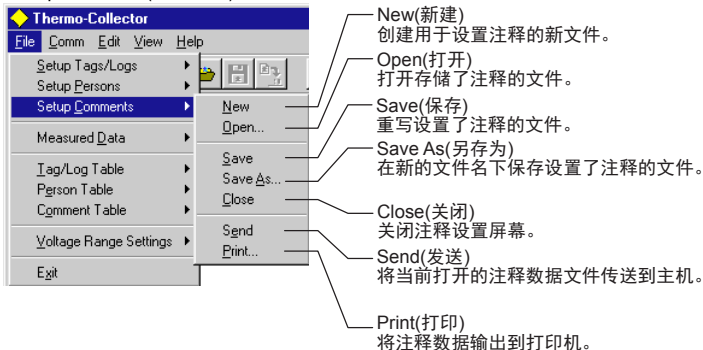 Thermo-Collector
File Comm Edit View Help
Setup Tags/Logs
Setup Persons
Setup Comments
Measured Data
Tag/Log Table
Person Table
Comment Table
Voltage Range Settings
Exit
New
Open...
Save
Save As...
Close
Send
Print...
New(新建)
创建用于设置注释的新文件。
Open(打开)
打开存储了注释的文件。
Save(保存)
重写设置了注释的文件。
Save As(另存为)
在新的文件名下保存设置了注释的文件。
Close(关闭)
关闭注释设置屏幕。
Send(发送)
将当前打开的注释数据文件传送到主机。
Print(打印)
将注释数据输出到打印机。